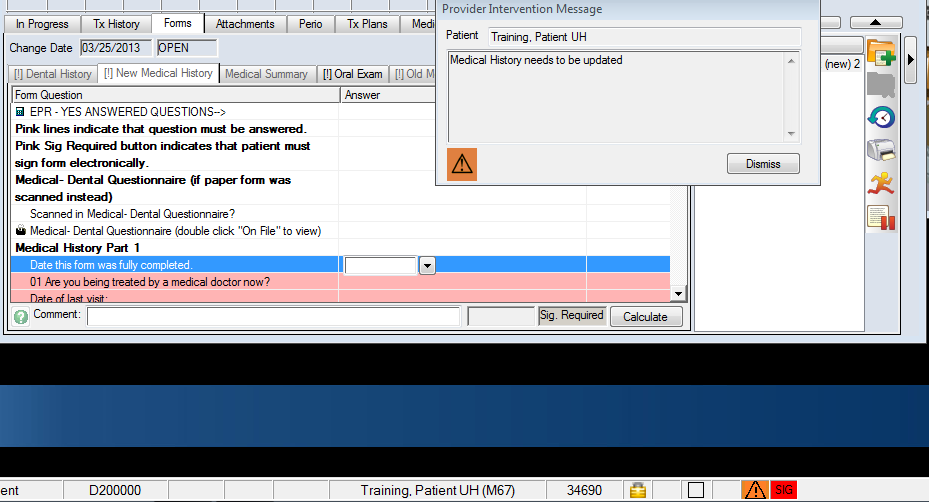 Provider Intervention Message
Patient Training, Patient UH
Medical History needs to be updated
Dismiss
In Progress Tx History Forms Attachments Perio Tx Plans Medi
Change Date 03/25/2013 OPEN
(new) 2
[!] Dental History [!] New Medical History Medical Summary [!] Oral Exam [!] Old M
Form Question Answer
EPR - YES ANSWERED QUESTIONS-->
Pink lines indicate that question must be answered.
Pink Sig Required button indicates that patient must
sign form electronically.
Medical- Dental Questionnaire (if paper form was
scanned instead)
Scanned in Medical- Dental Questionnaire?
Medical- Dental Questionnaire (double click "On File" to view)
Medical History Part 1
Date this form was fully completed.
01 Are you being treated by a medical doctor now?
Date of last visit:
Comment: Sig. Required Calculate
ent D200000 Training, Patient UH (M67) 34690 SIG